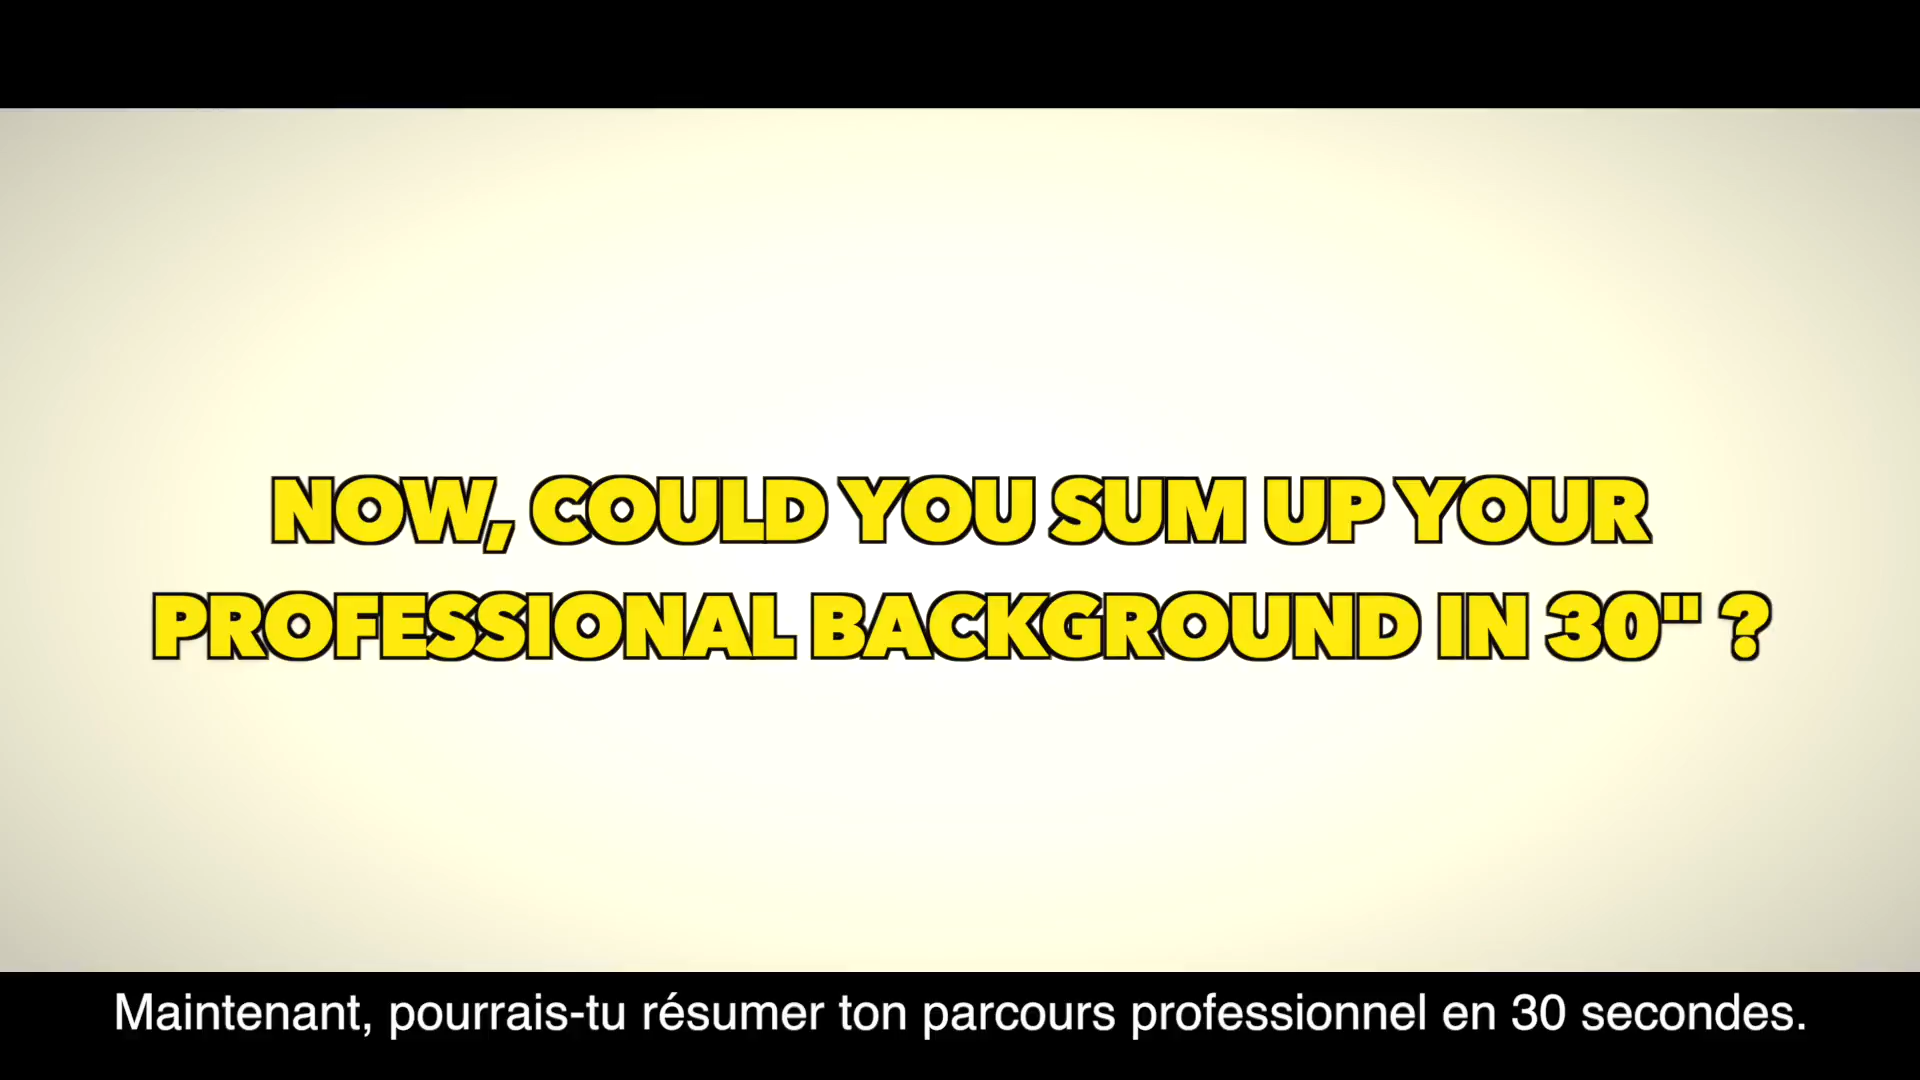 NOW, COULD YOU SUM UP YOUR
PROFESSIONAL BACKGROUND IN 30" ?
Maintenant, pourrais-tu résumer ton parcours professionnel en 30 secondes.